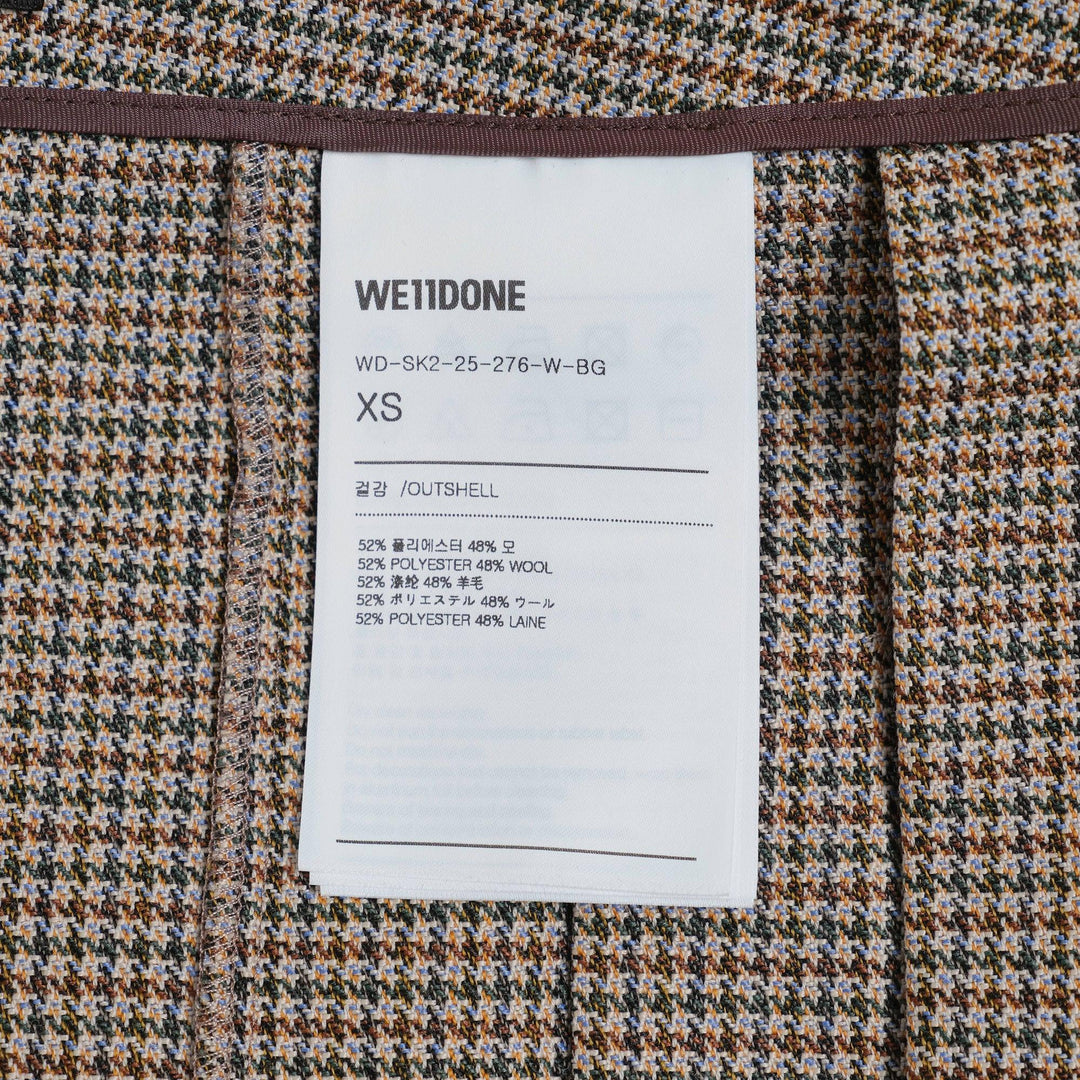 WE11DONE
WD-SK2-25-276-W-BG
XS
겉감 /OUTSHELL
52% 폴리에스터 48% 모
52% POLYESTER 48% WOOL
52% 涤纶 48% 羊毛
52% ポリエステル 48% ウール
52% POLYESTER 48% LAINE